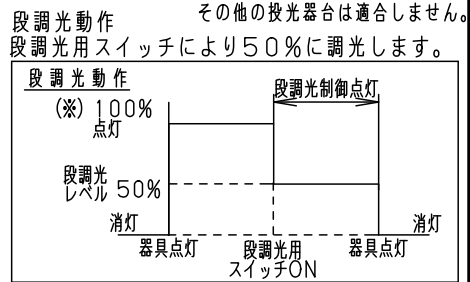 その他の投光器台は適合しません。
段調光動作
段調光用スイッチにより50%に調光します。
段調光動作
(※)100%
点灯
段調光制御点灯
段調光
レベル 50%
消灯
消灯
器具点灯
段調光用
スイッチON
器具点灯